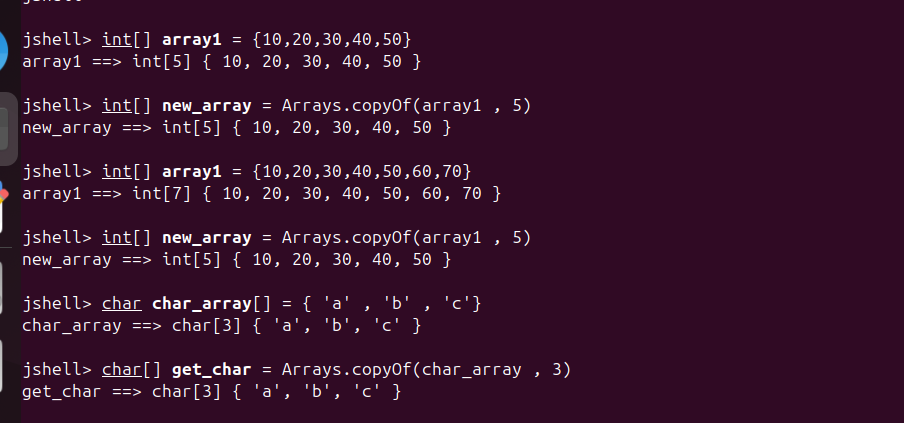 jshell> int[] array1 = {10,20,30,40,50}
array1 ==> int[5] { 10, 20, 30, 40, 50 }
jshell> int[] new_array = Arrays.copyOf(array1 , 5)
new_array ==> int[5] { 10, 20, 30, 40, 50 }
jshell> int[] array1 = {10,20,30,40,50,60,70}
array1 ==> int[7] { 10, 20, 30, 40, 50, 60, 70 }
jshell> int[] new_array = Arrays.copyOf(array1 , 5)
new_array ==> int[5] { 10, 20, 30, 40, 50 }
jshell> char char_array[] = { 'a' , 'b' , 'c'}
char_array ==> char[3] { 'a', 'b', 'c' }
jshell> char[] get_char = Arrays.copyOf(char_array , 3)
get_char ==> char[3] { 'a', 'b', 'c' }